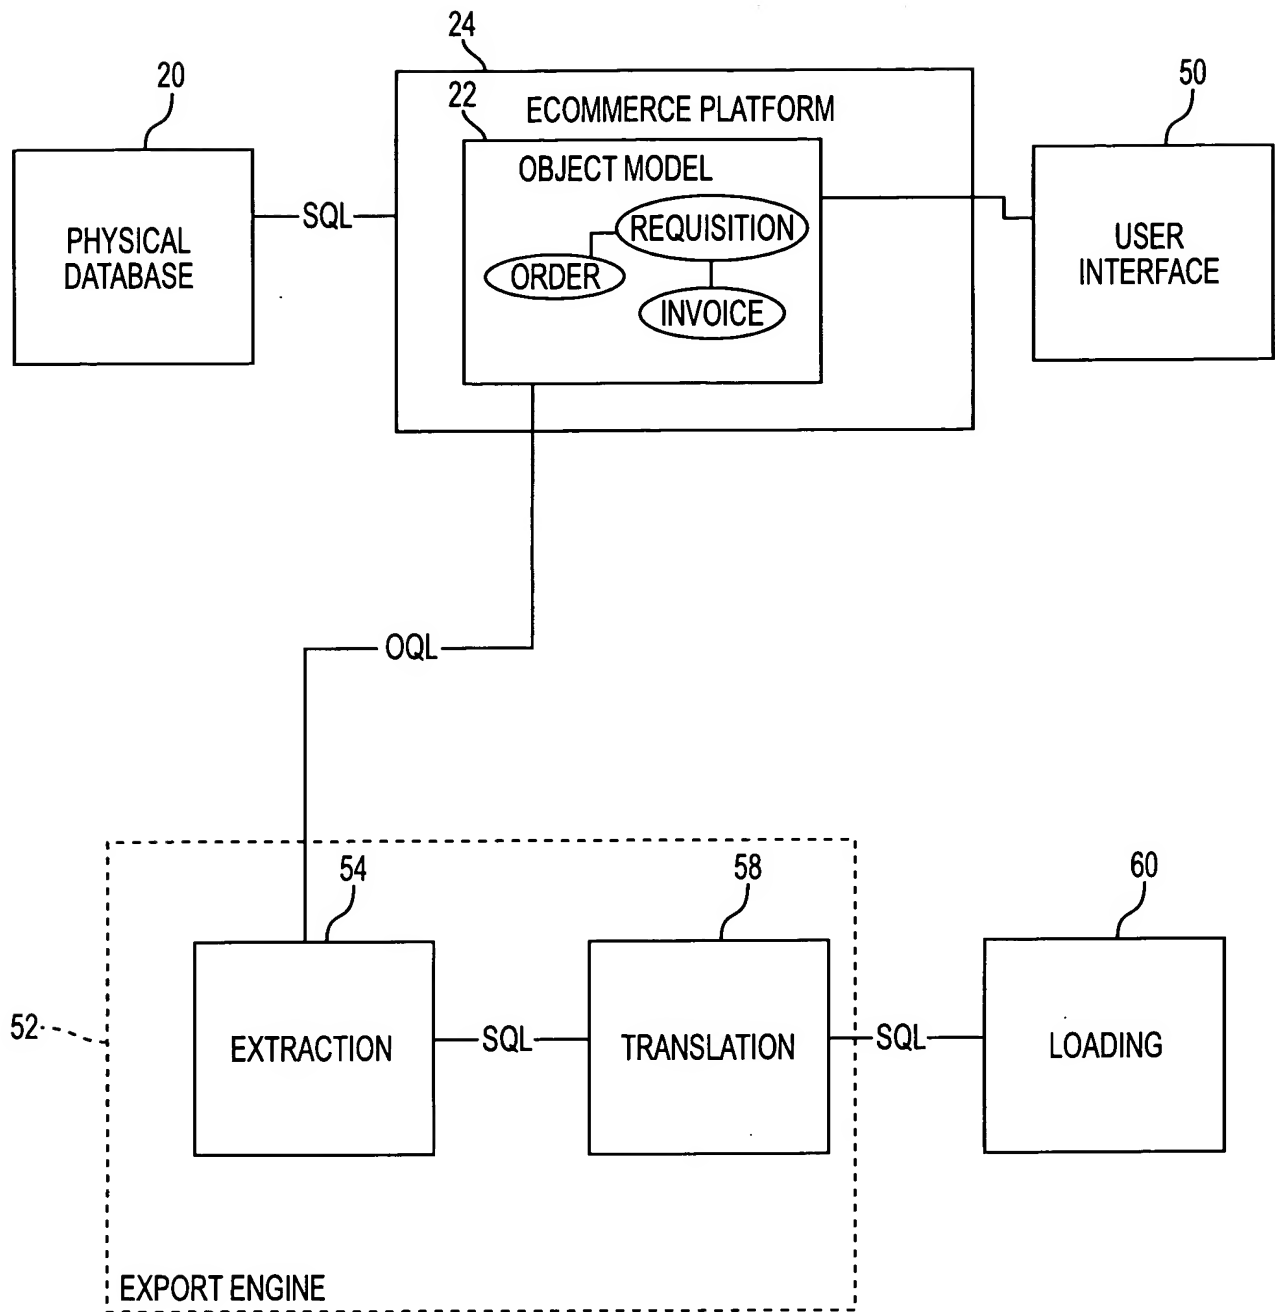 24
20
22
50
ECOMMERCE PLATFORM
OBJECT MODEL
REQUISITION
ORDER
INVOICE
PHYSICAL
DATABASE
SQL
USER
INTERFACE
OQL
54
58
60
52
EXTRACTION
SQL
TRANSLATION
SQL
LOADING
EXPORT ENGINE